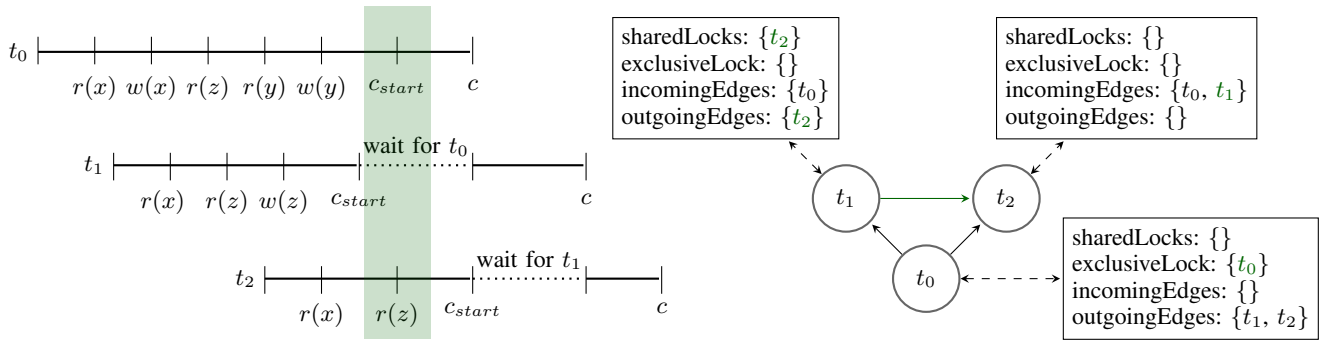 t₀
r(x) w(x) r(z) r(y) w(y) c_start c
wait for t₀
t₁
r(x) r(z) w(z) c_start c
wait for t₁
t₂
r(x) r(z) c_start c
sharedLocks: {t₂}
exclusiveLock: {}
incomingEdges: {t₀}
outgoingEdges: {t₂}
sharedLocks: {}
exclusiveLock: {}
incomingEdges: {t₀, t₁}
outgoingEdges: {}
t₁ t₂
t₀
sharedLocks: {}
exclusiveLock: {t₀}
incomingEdges: {}
outgoingEdges: {t₁, t₂}